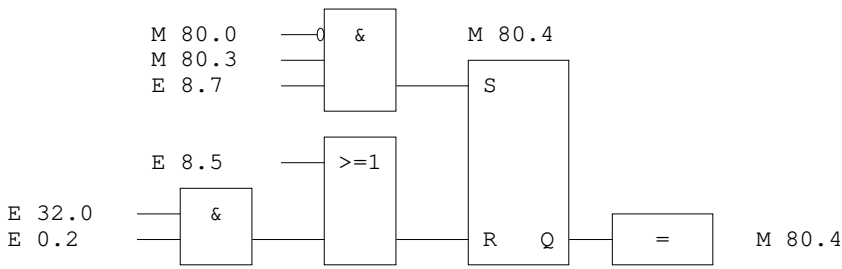 M 80.0 & M 80.4
M 80.3
E 8.7 S
E 8.5 >=1
E 32.0 &
E 0.2 R Q = M 80.4